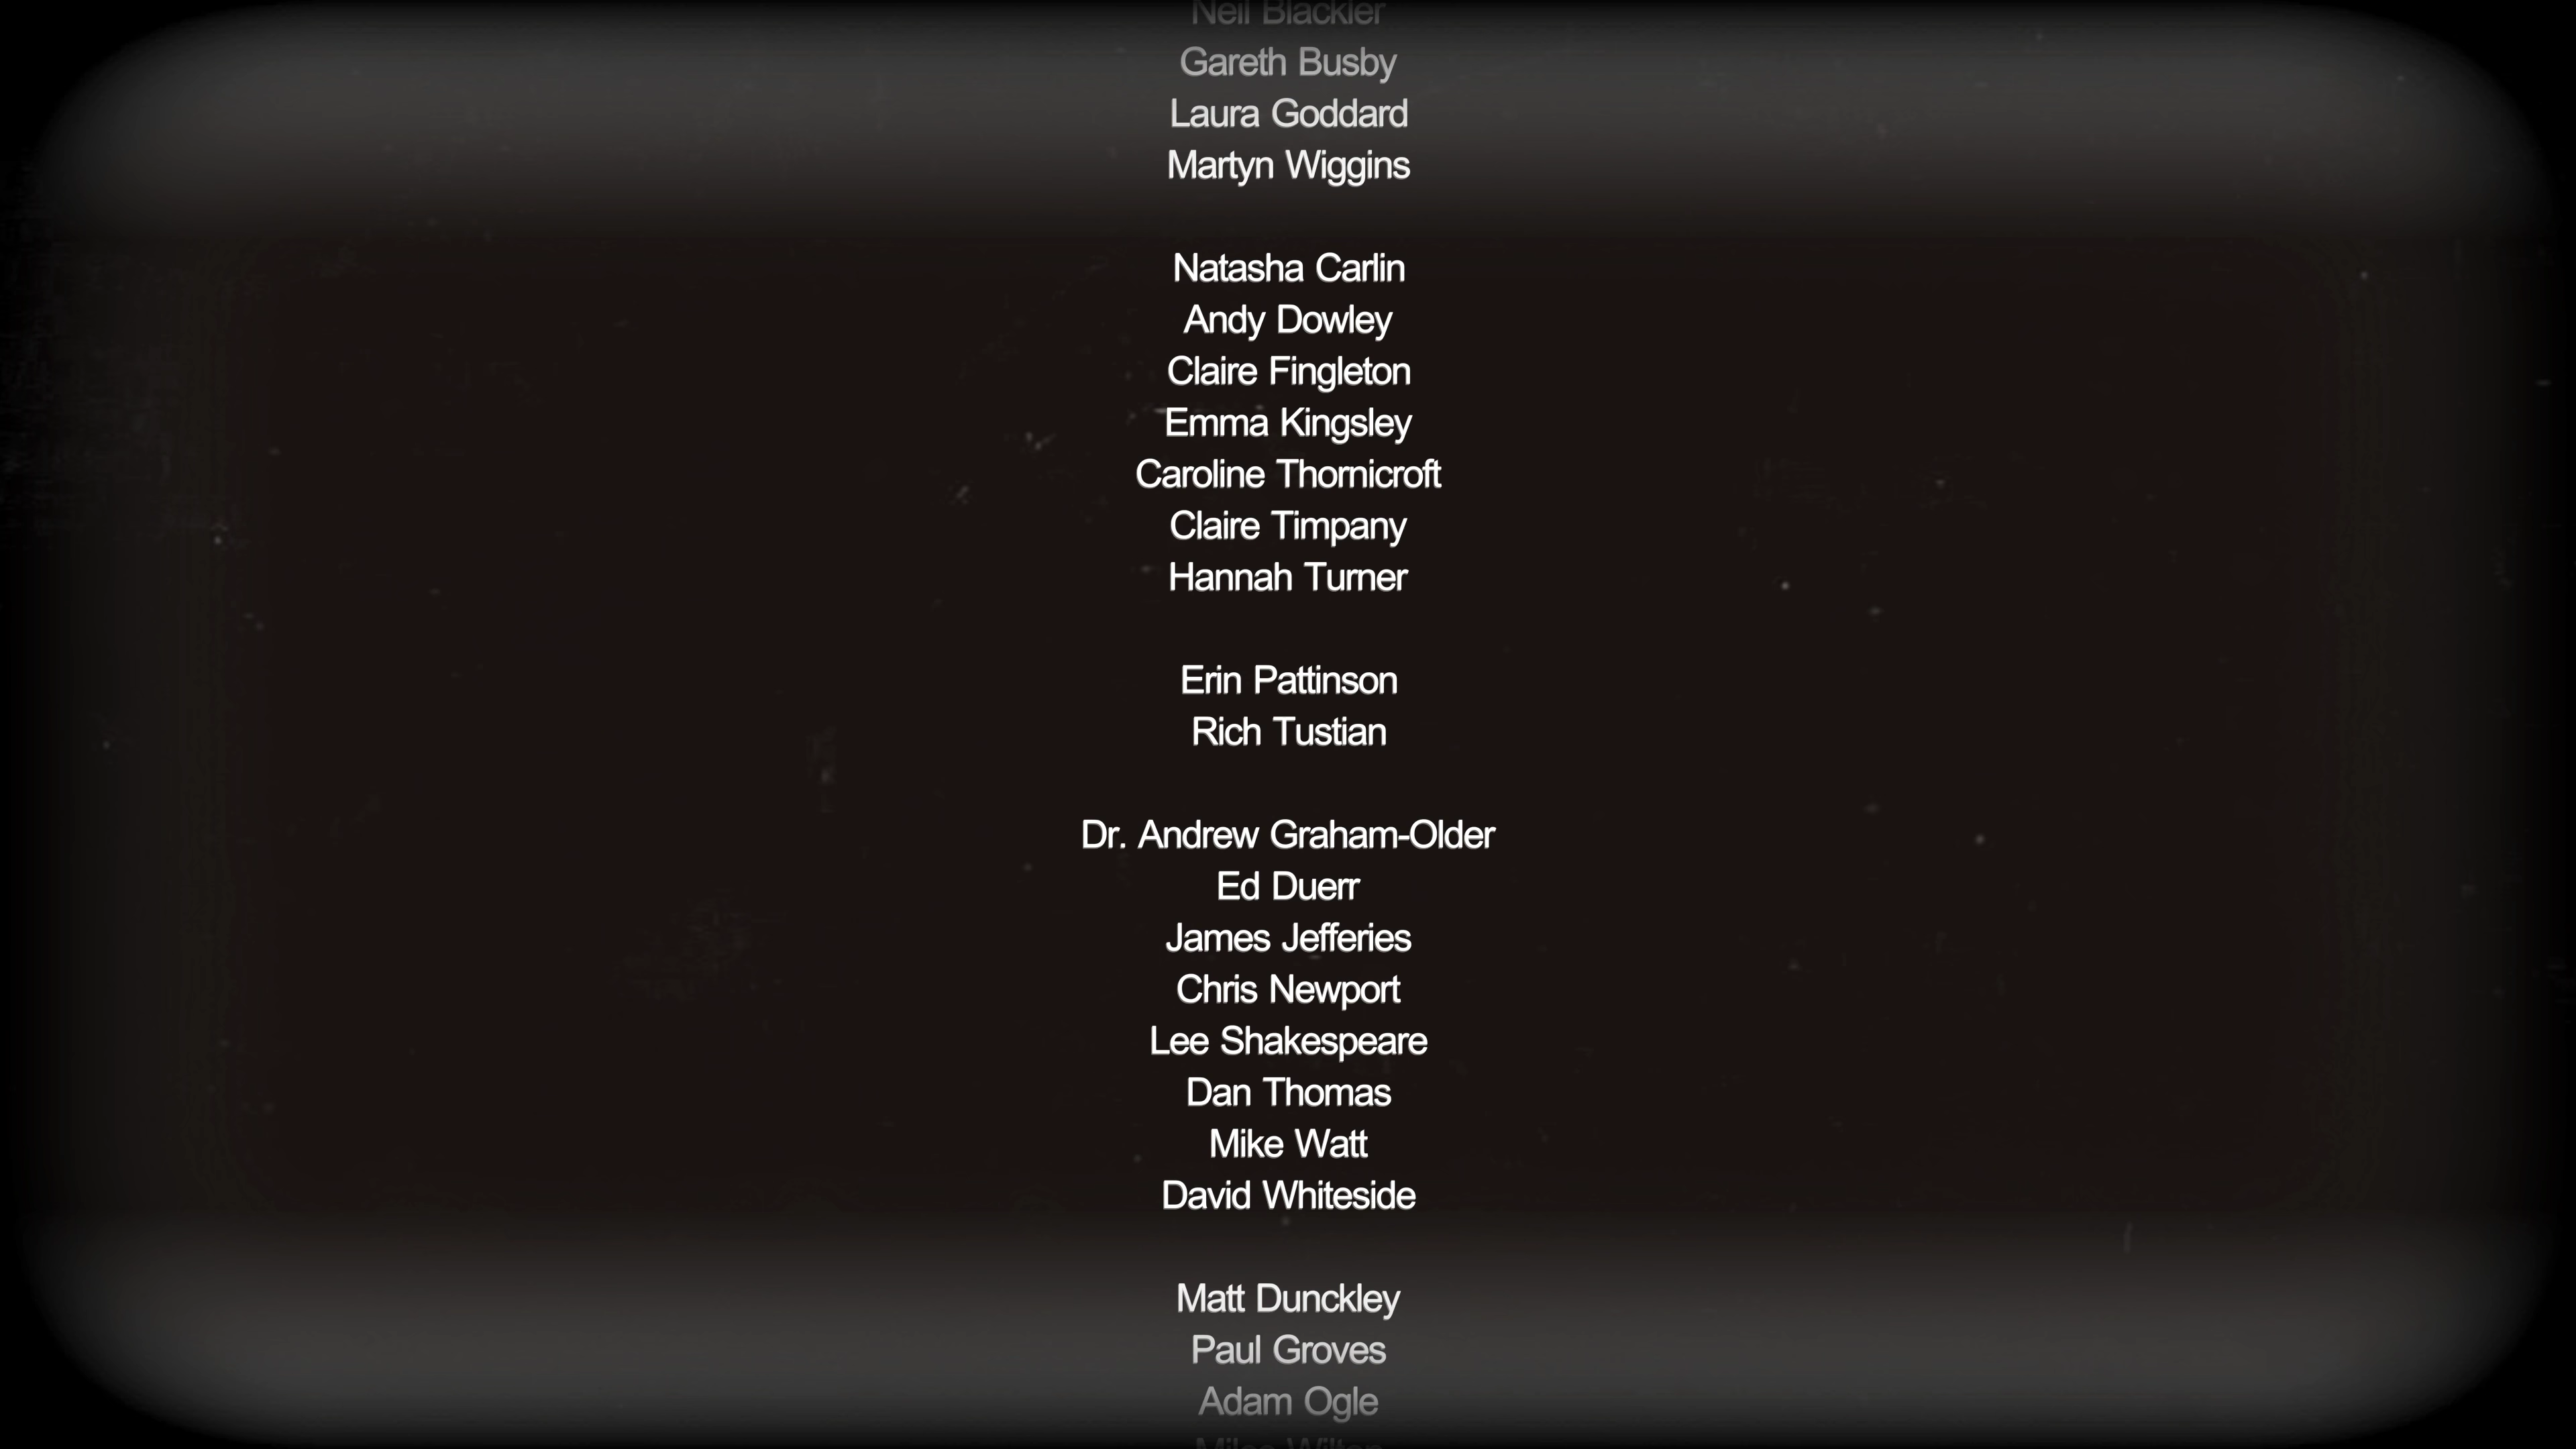 Neil Blackler
Gareth Busby
Laura Goddard
Martyn Wiggins
Natasha Carlin
Andy Dowley
Claire Fingleton
Emma Kingsley
Caroline Thornicroft
Claire Timpany
Hannah Turner
Erin Pattinson
Rich Tustian
Dr. Andrew Graham-Older
Ed Duerr
James Jefferies
Chris Newport
Lee Shakespeare
Dan Thomas
Mike Watt
David Whiteside
Matt Dunckley
Paul Groves
Adam Ogle